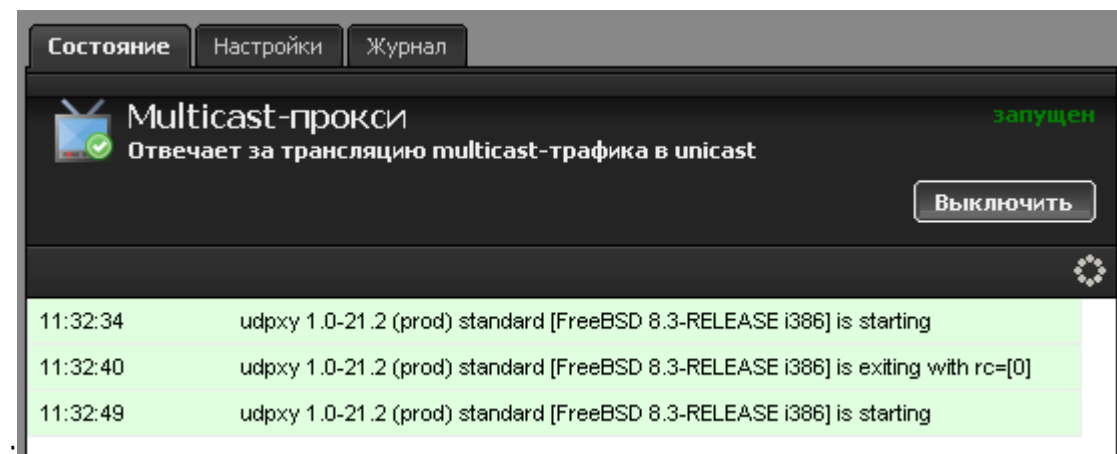 Состояние Настройки Журнал
Multicast-прокси
запущен
Отвечает за трансляцию multicast-трафика в unicast
Выключить
11:32:34 udpxy 1.0-21.2 (prod) standard [FreeBSD 8.3-RELEASE i386] is starting
11:32:40 udpxy 1.0-21.2 (prod) standard [FreeBSD 8.3-RELEASE i386] is exiting with rc=[0]
11:32:49 udpxy 1.0-21.2 (prod) standard [FreeBSD 8.3-RELEASE i386] is starting
.